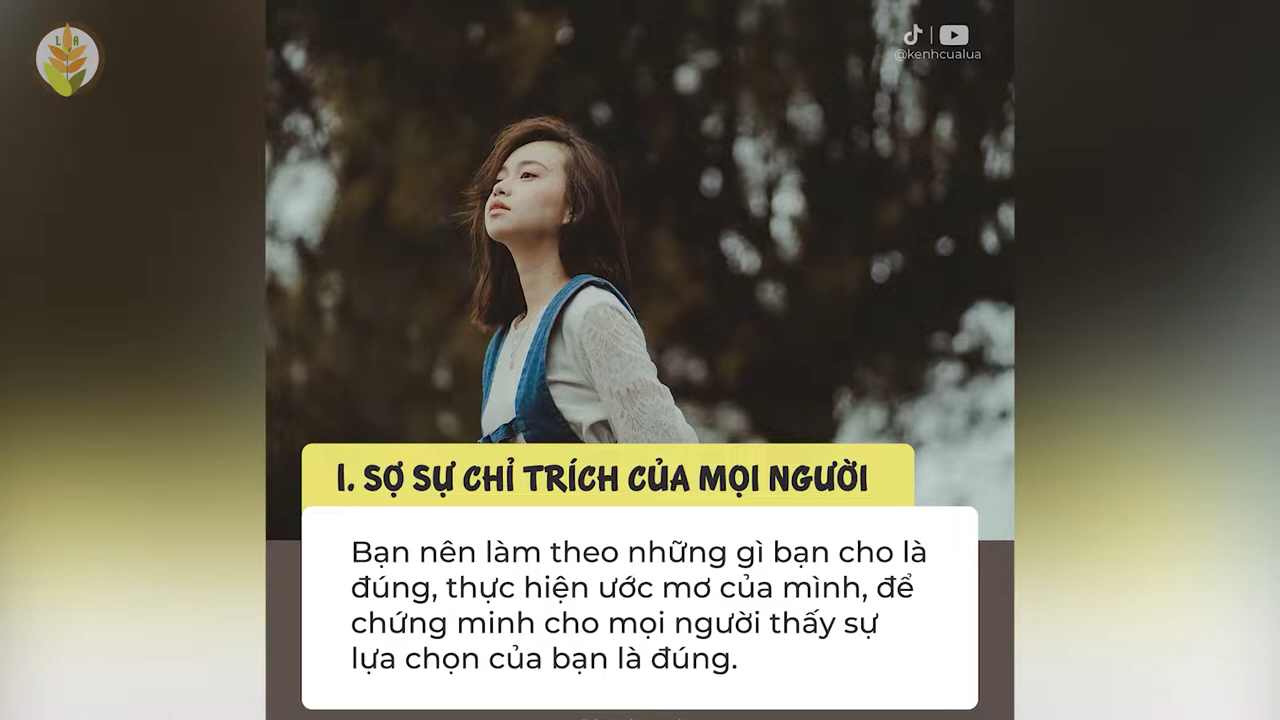 LUA
@kenhcualua
1. SỢ SỰ CHỈ TRÍCH CỦA MỌI NGƯỜI
Bạn nên làm theo những gì bạn cho là
đúng, thực hiện ước mơ của mình, để
chứng minh cho mọi người thấy sự
lựa chọn của bạn là đúng.